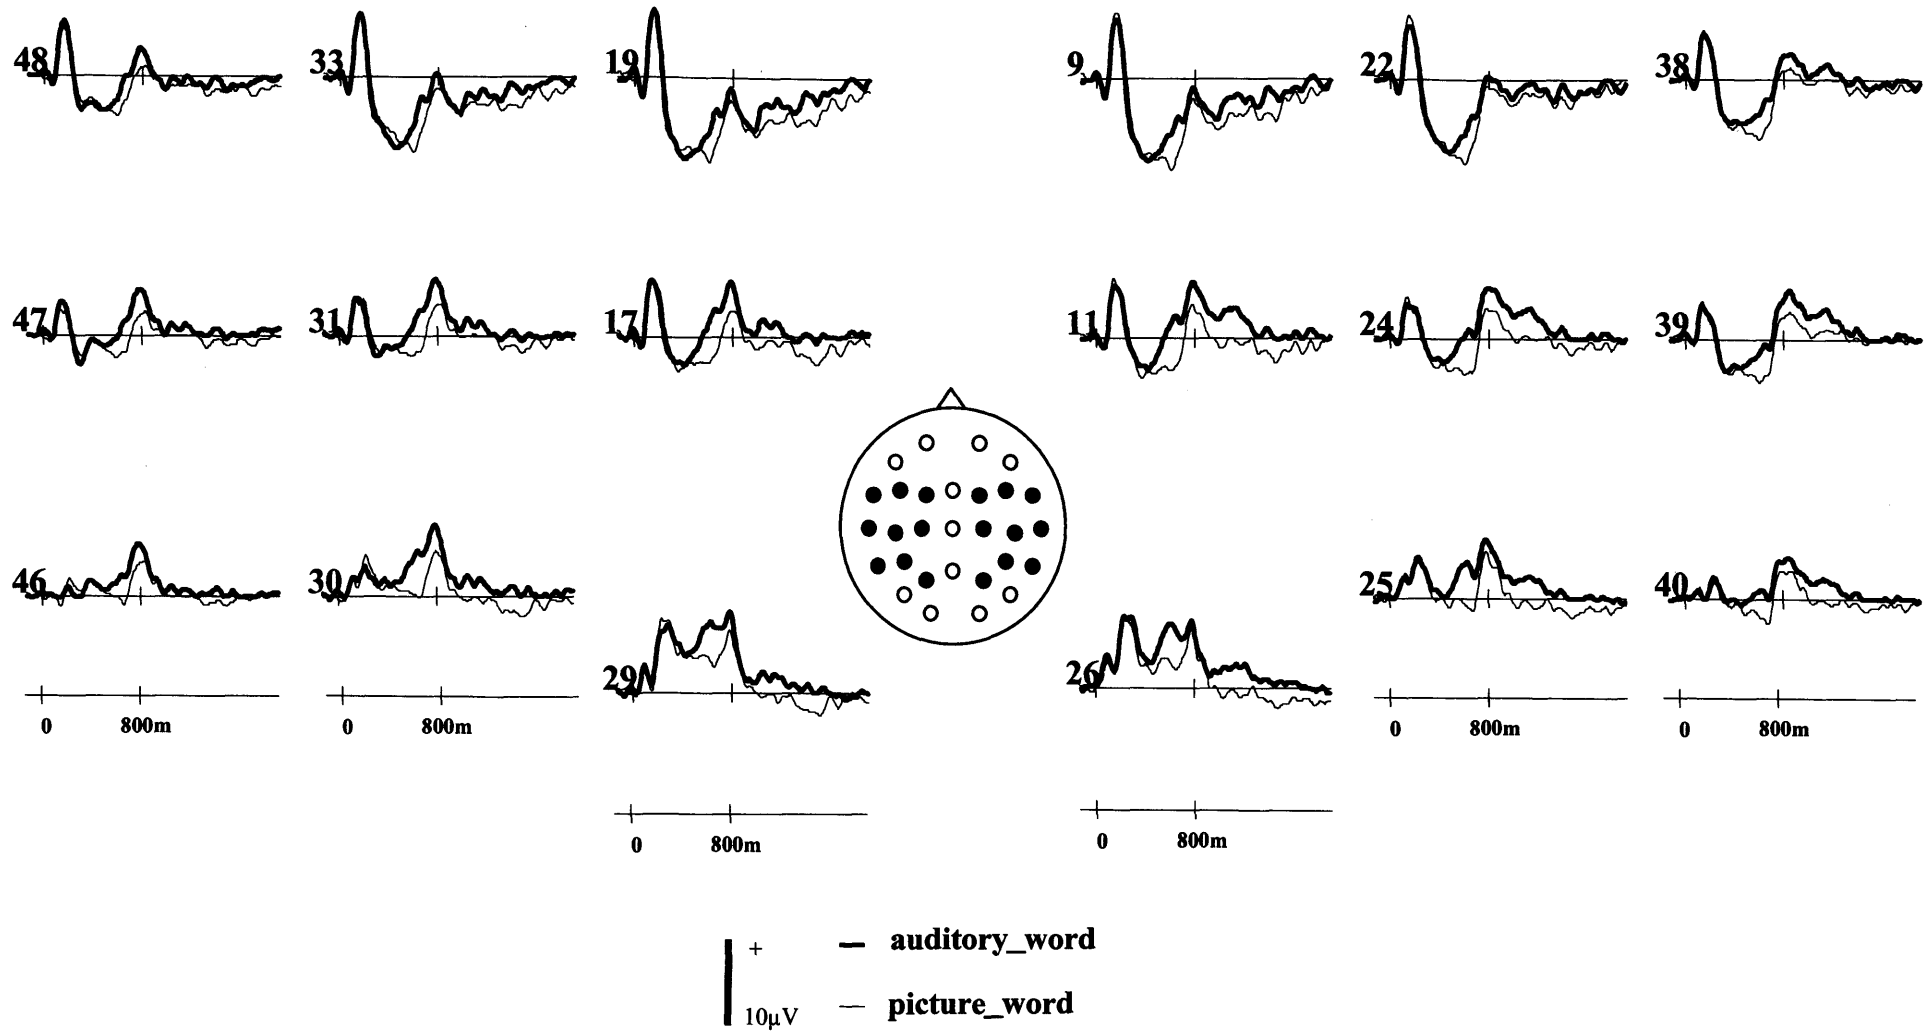 48 33 19 9 22 38
47 31 17 11 24 39
46 30 25 40
29 26
0 800m 0 800m 0 800m 0 800m
0 800m 0 800m
+ auditory_word
10μV picture_word